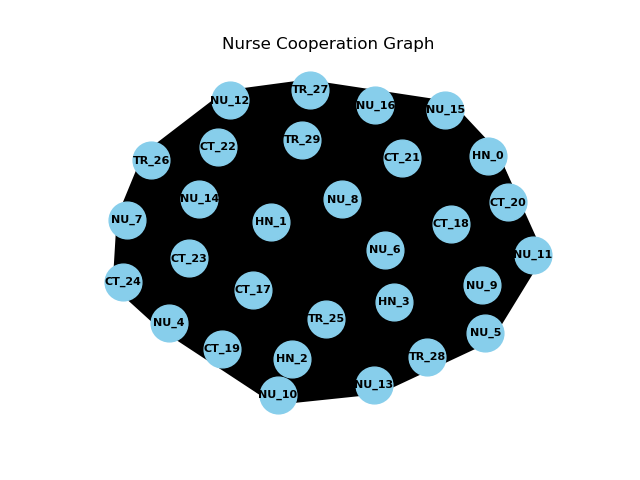 Nurse Cooperation Graph
TR_27
NU_12
NU_16
NU_15
TR_29
CT_22
CT_21
HN_0
TR_26
NU_14
NU_8
CT_20
NU_7
HN_1
CT_18
NU_6
NU_11
CT_23
CT_24
NU_9
CT_17
HN_3
NU_4
TR_25
NU_5
CT_19
HN_2
TR_28
NU_10
NU_13